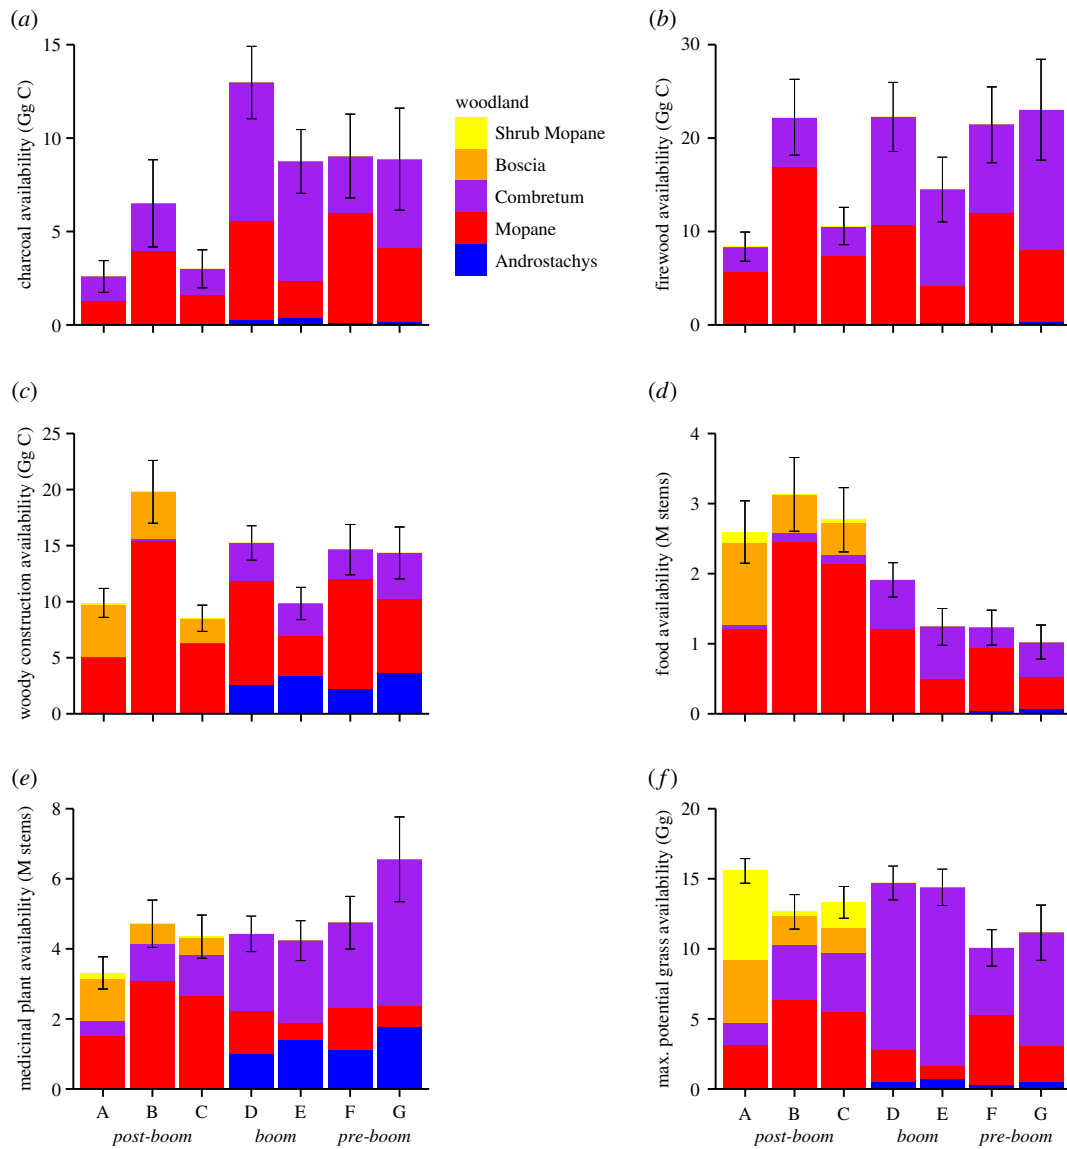 (a)
charcoal availability (Gg C)
15
10
5
0
woodland
Shrub Mopane
Boscia
Combretum
Mopane
Androstachys
(b)
firewood availability (Gg C)
30
20
10
0
(c)
woody construction availability (Gg C)
25
20
15
10
5
0
(d)
food availability (M stems)
4
3
2
1
0
(e)
medicinal plant availability (M stems)
8
6
4
2
0
A B C D E F G
post-boom boom pre-boom
(f)
max. potential grass availability (Gg)
20
15
10
5
0
A B C D E F G
post-boom boom pre-boom